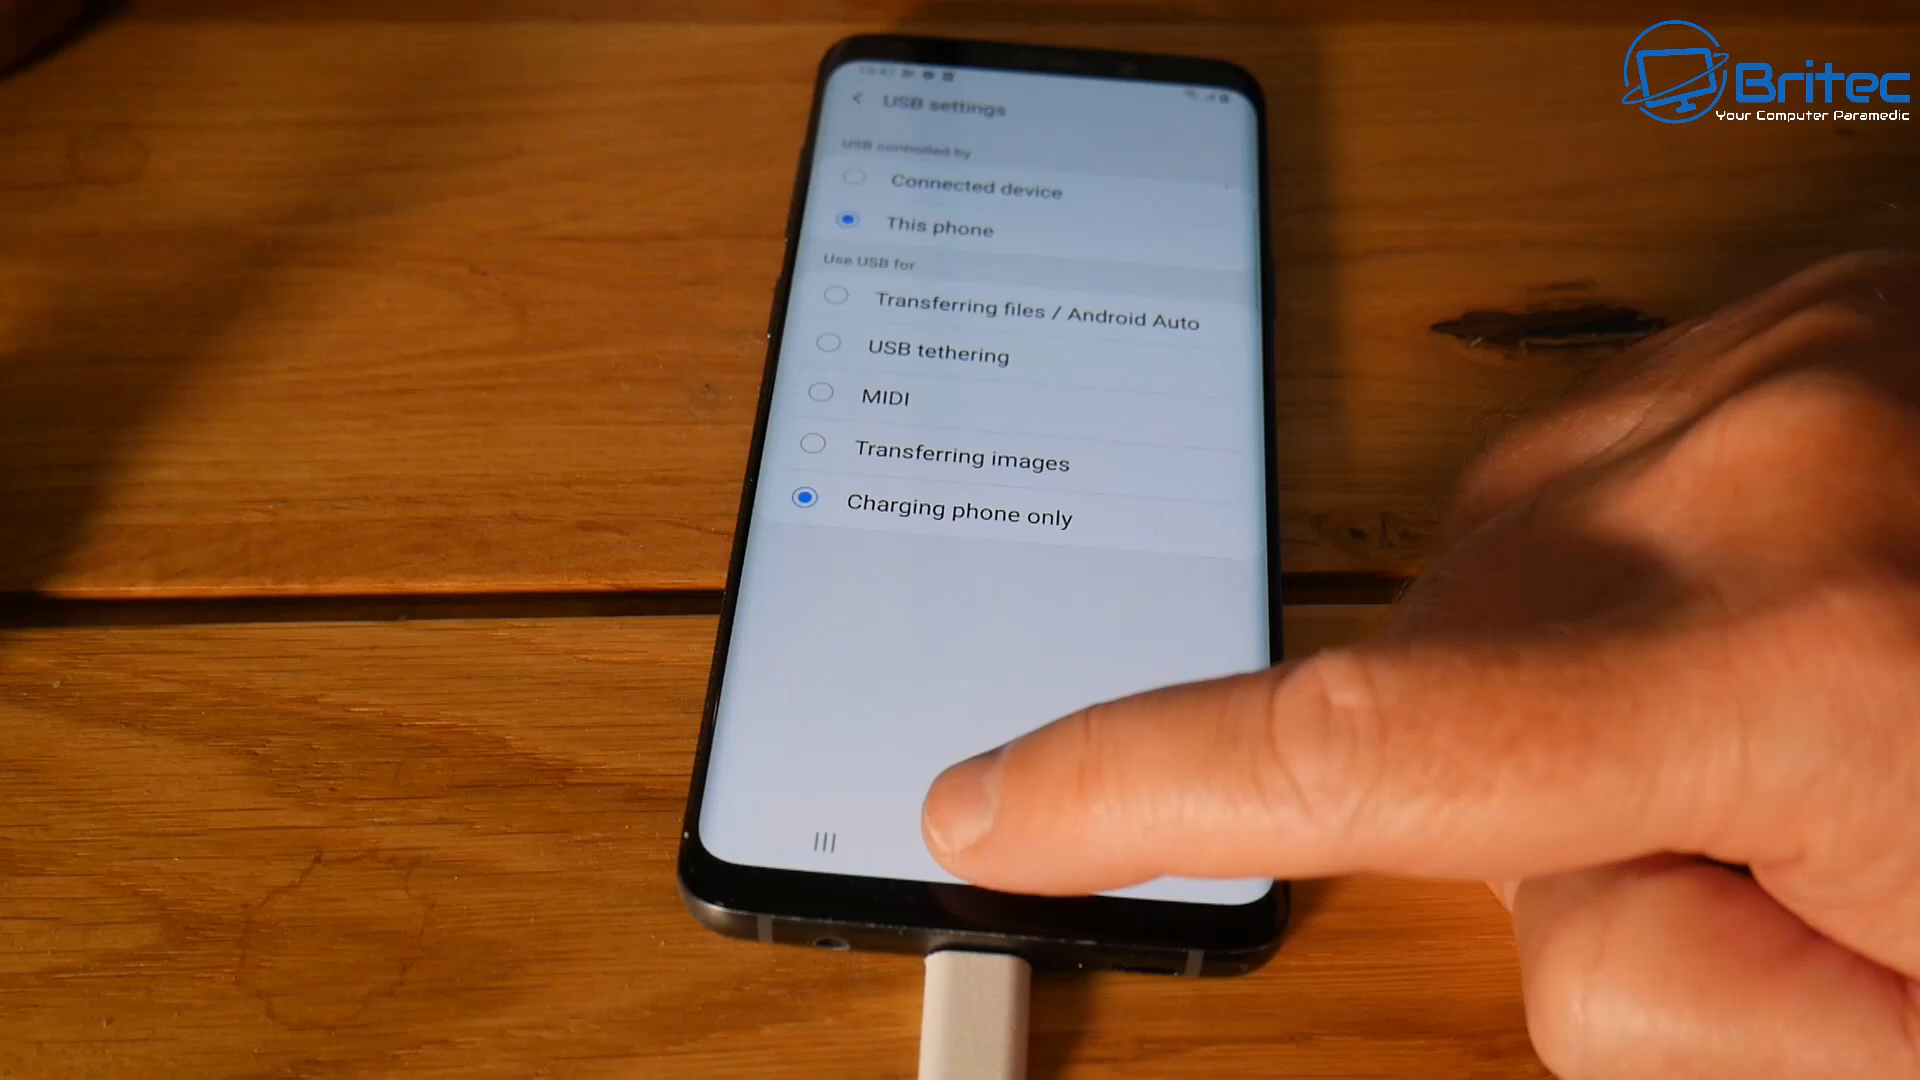 Britec
Your Computer Paramedic
USB settings
USB controlled by
Connected device
This phone
Use USB for
Transferring files / Android Auto
USB tethering
MIDI
Transferring images
Charging phone only